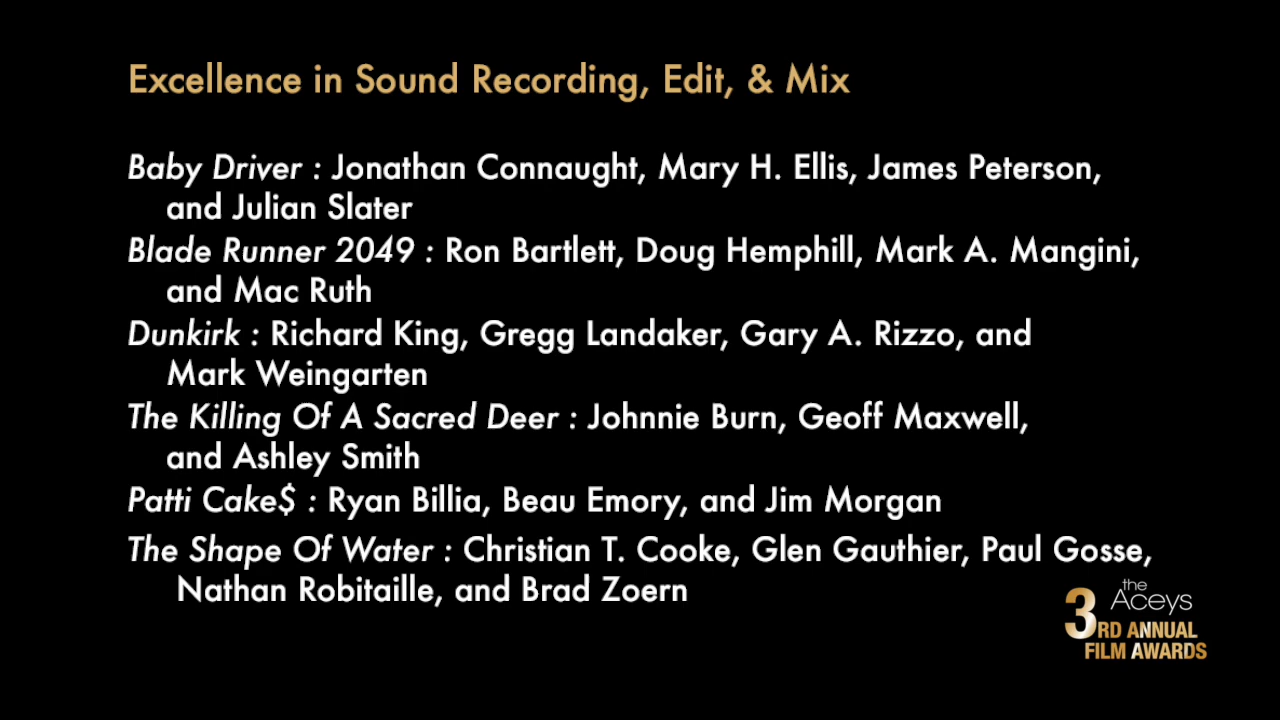 Excellence in Sound Recording, Edit, & Mix
Baby Driver : Jonathan Connaught, Mary H. Ellis, James Peterson,
and Julian Slater
Blade Runner 2049 : Ron Bartlett, Doug Hemphill, Mark A. Mangini,
and Mac Ruth
Dunkirk : Richard King, Gregg Landaker, Gary A. Rizzo, and
Mark Weingarten
The Killing Of A Sacred Deer : Johnnie Burn, Geoff Maxwell,
and Ashley Smith
Patti Cake$ : Ryan Billia, Beau Emory, and Jim Morgan
The Shape Of Water : Christian T. Cooke, Glen Gauthier, Paul Gosse,
Nathan Robitaille, and Brad Zoern
the
Aceys
3RD ANNUAL
FILM AWARDS